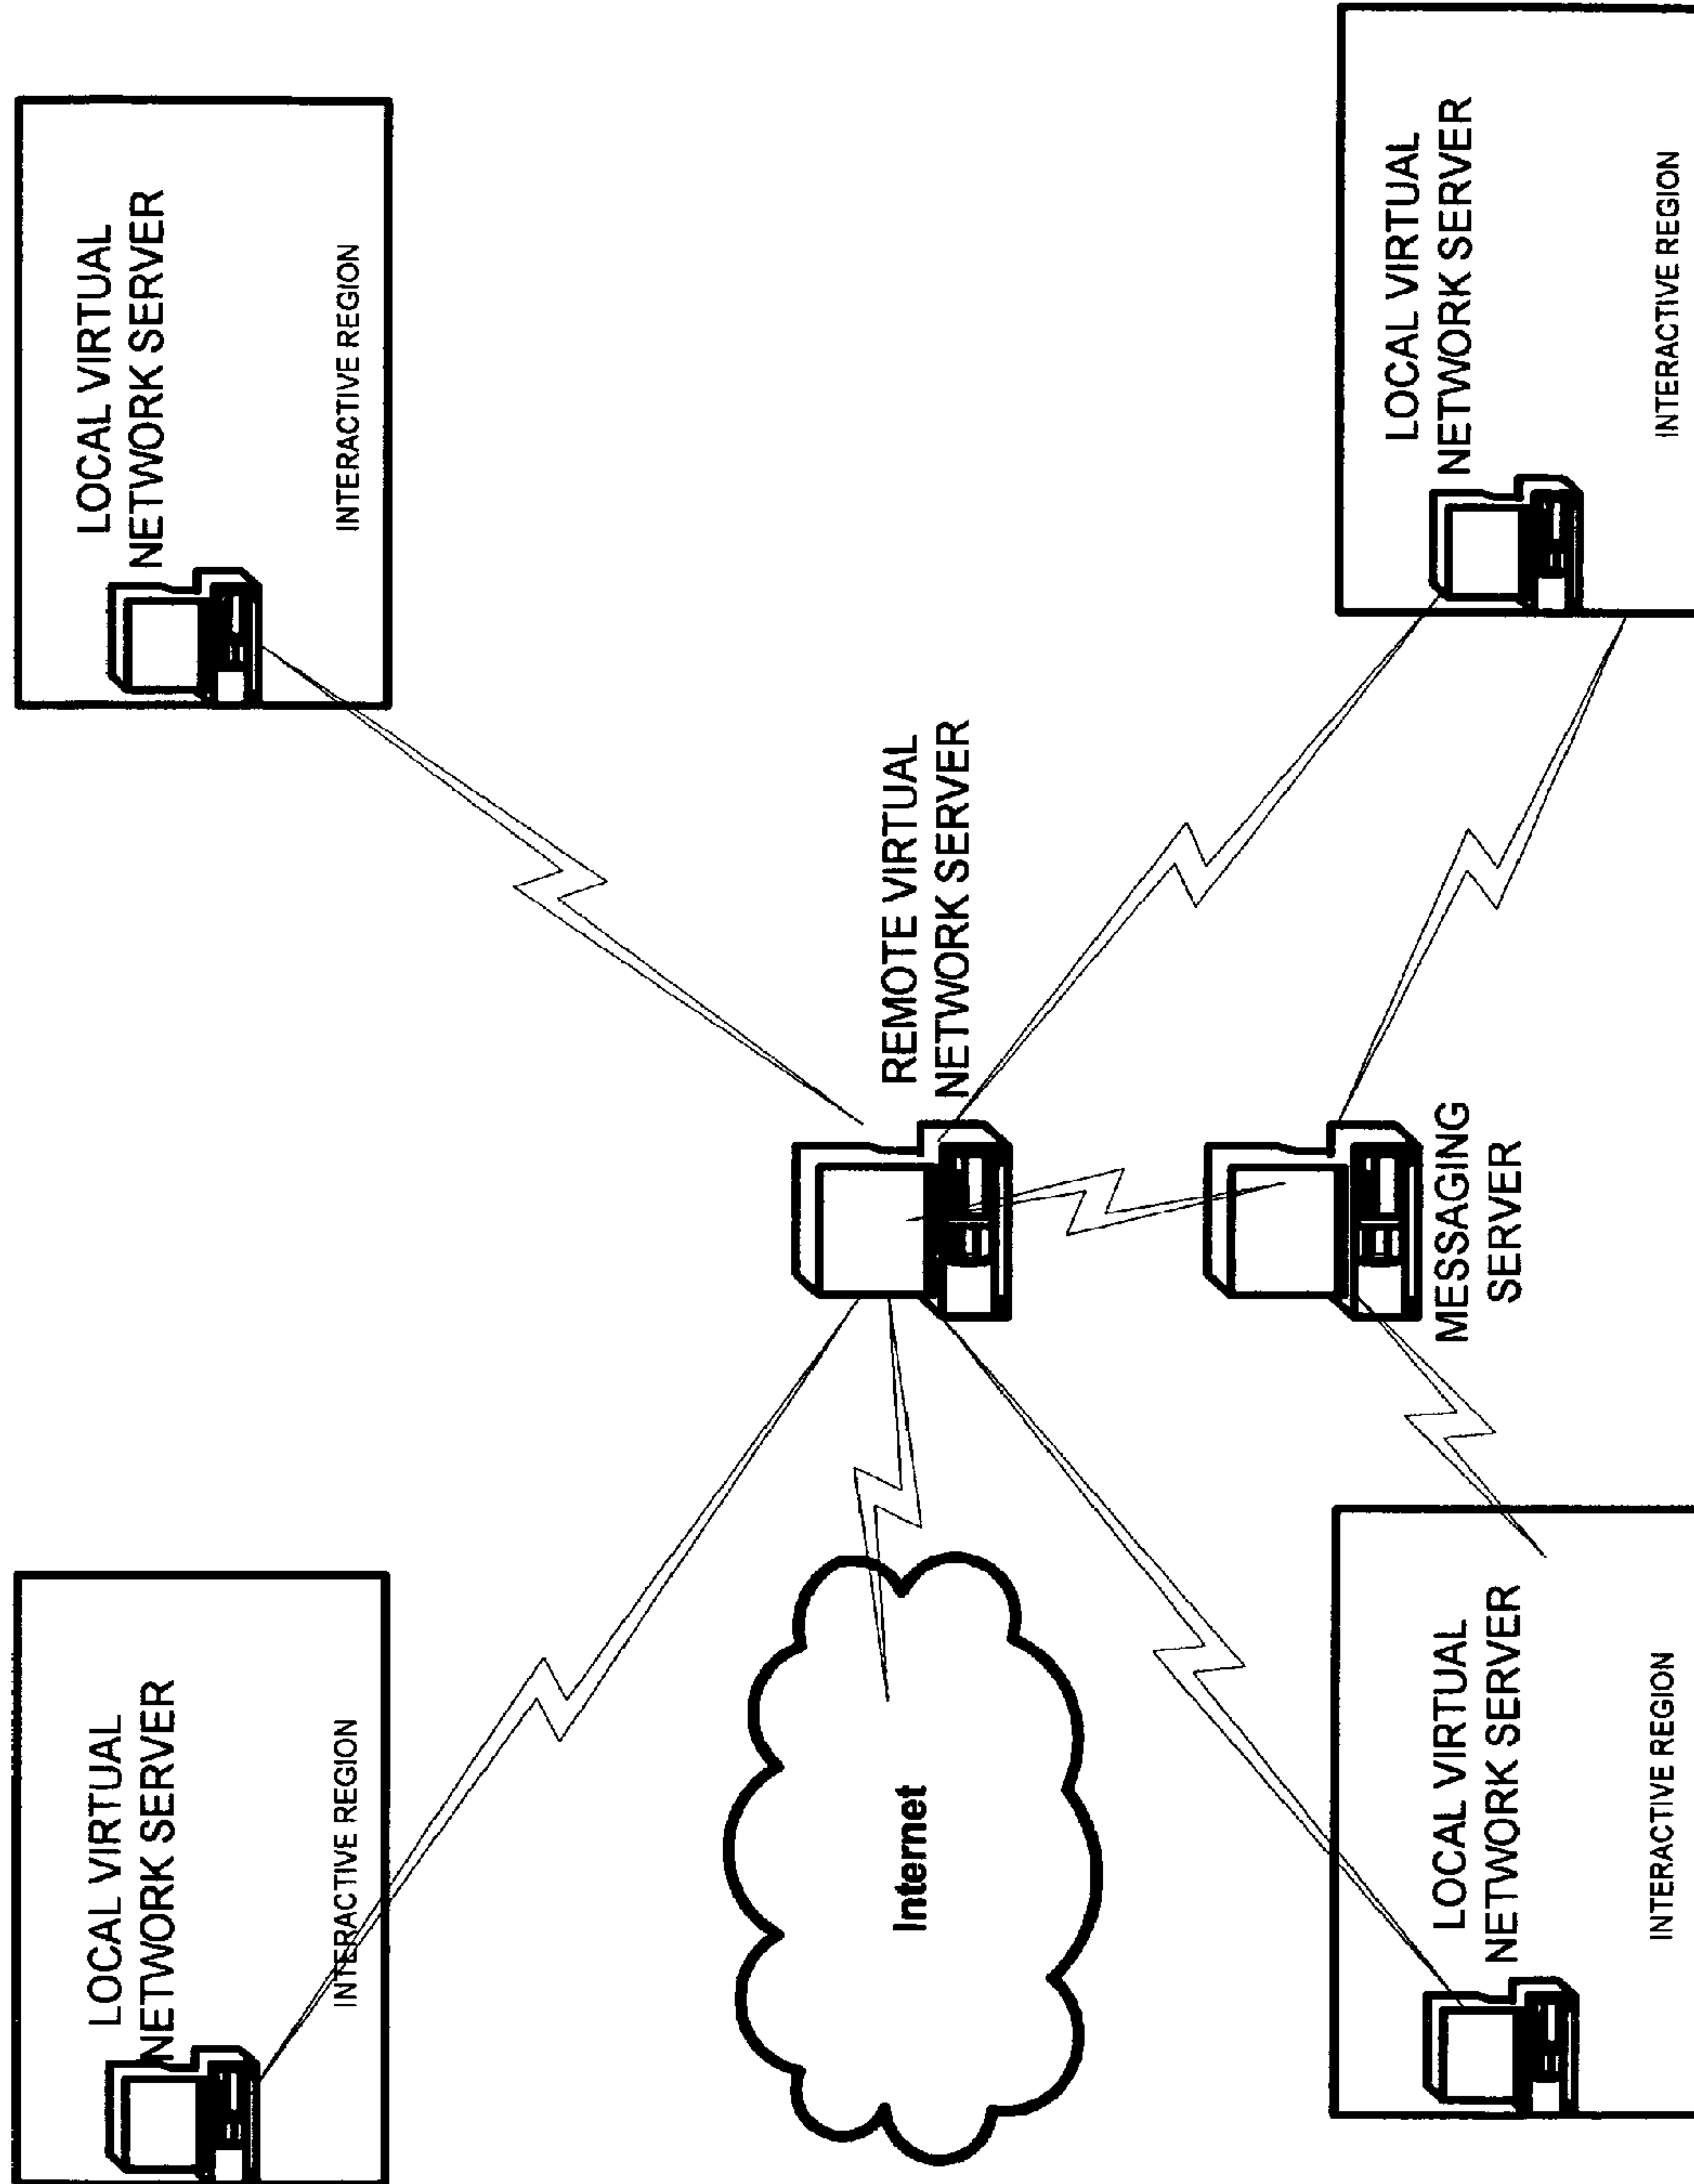 LOCAL VIRTUAL
NETWORK SERVER
INTERACTIVE REGION
LOCAL VIRTUAL
NETWORK SERVER
INTERACTIVE REGION
REMOTE VIRTUAL
NETWORK SERVER
Internet
MESSAGING
SERVER
LOCAL VIRTUAL
NETWORK SERVER
INTERACTIVE REGION
LOCAL VIRTUAL
NETWORK SERVER
INTERACTIVE REGION